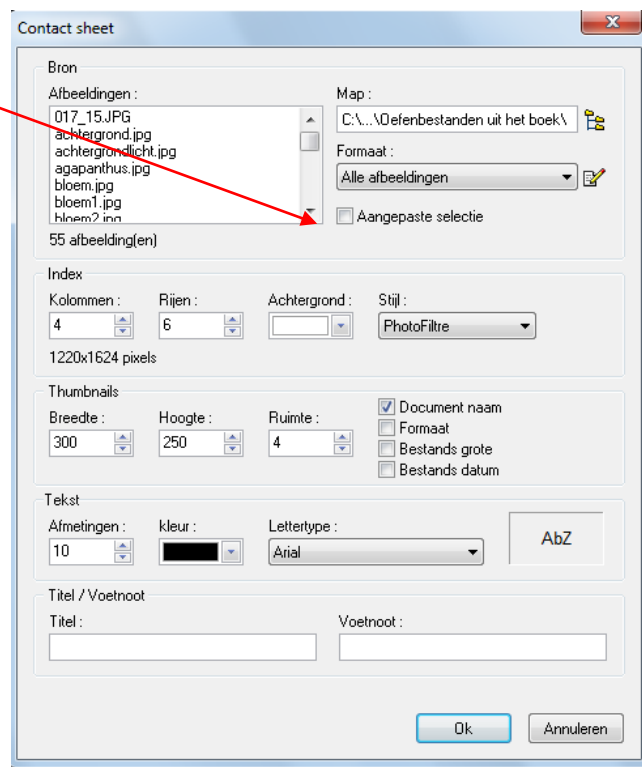 Contact sheet
Bron
Afbeeldingen :
017_15.JPG
achtergrond.jpg
achtergrondlicht.jpg
agapanthus.jpg
bloem.jpg
bloem1.jpg
bloem2.jpg
55 afbeelding(en)
Map :
C:\...\Oefenbestanden uit het boek\
Formaat :
Alle afbeeldingen
Aangepaste selectie
Index
Kolommen :
4
Rijen :
6
Achtergrond :
Stijl :
PhotoFiltre
1220x1624 pixels
Thumbnails
Breedte :
300
Hoogte :
250
Ruimte :
4
Document naam
Formaat
Bestands grote
Bestands datum
Tekst
Afmetingen :
10
kleur :
Lettertype :
Arial
AbZ
Titel / Voetnoot
Titel :
Voetnoot :
Ok
Annuleren